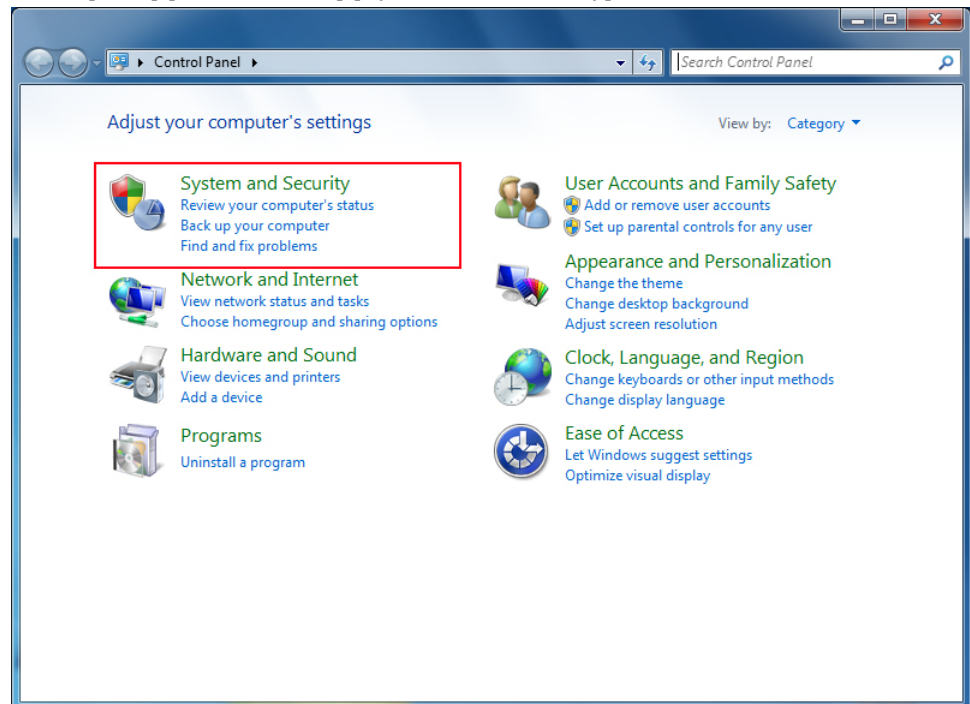 Control Panel
Search Control Panel
Adjust your computer's settings
View by: Category
System and Security
Review your computer's status
Back up your computer
Find and fix problems
Network and Internet
View network status and tasks
Choose homegroup and sharing options
Hardware and Sound
View devices and printers
Add a device
Programs
Uninstall a program
User Accounts and Family Safety
Add or remove user accounts
Set up parental controls for any user
Appearance and Personalization
Change the theme
Change desktop background
Adjust screen resolution
Clock, Language, and Region
Change keyboards or other input methods
Change display language
Ease of Access
Let Windows suggest settings
Optimize visual display